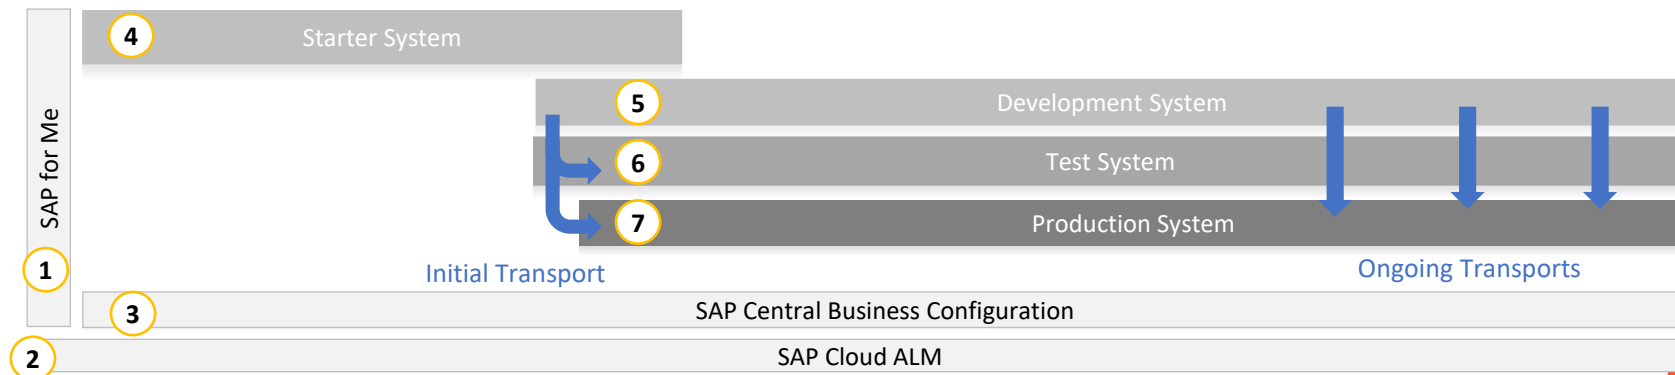 4
Starter System
5
Development System
SAP for Me
6
Test System
7
Production System
1
Initial Transport
Ongoing Transports
3
SAP Central Business Configuration
2
SAP Cloud ALM